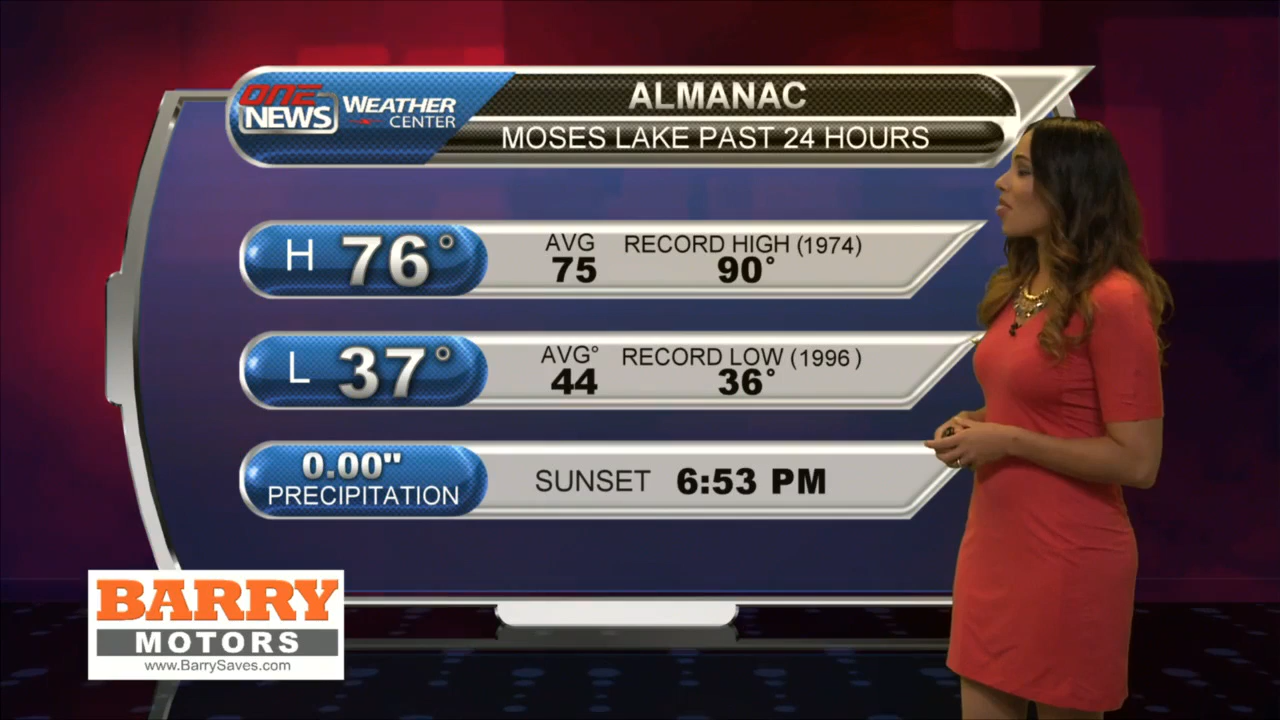 ONE
NEWS
WEATHER
CENTER
ALMANAC
MOSES LAKE PAST 24 HOURS
H 76°
AVG
75
RECORD HIGH (1974)
90°
L 37°
AVG°
44
RECORD LOW (1996)
36°
0.00"
PRECIPITATION
SUNSET 6:53 PM
BARRY
MOTORS
www.BarrySaves.com